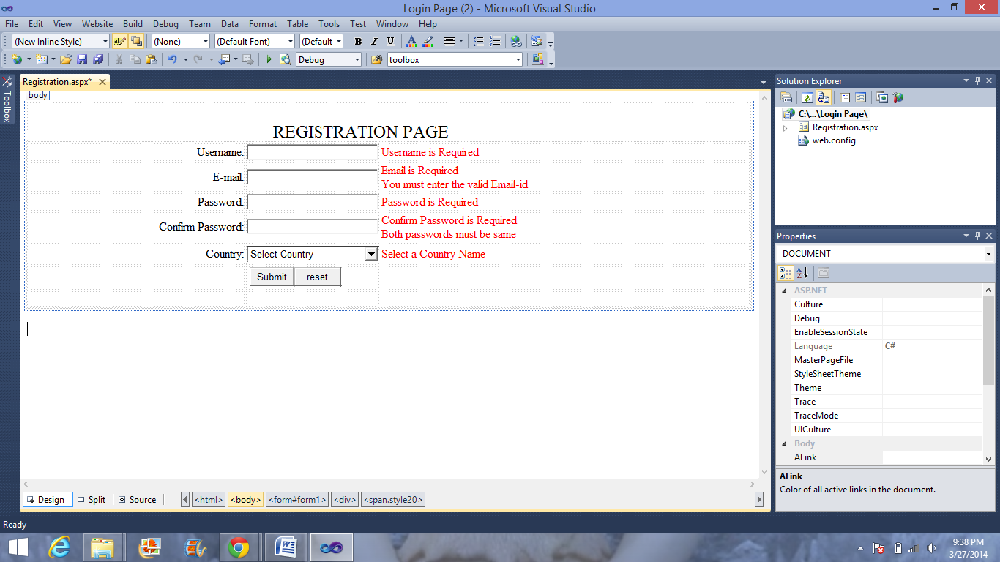 Login Page (2) - Microsoft Visual Studio
File Edit View Website Build Debug Team Data Format Table Tools Test Window Help
(New Inline Style) ab (None) (Default Font) (Default B I U A
Debug toolbox
Toolbox
Registration.aspx*
body
REGISTRATION PAGE
Username: Username is Required
E-mail: Email is Required
You must enter the valid Email-id
Password: Password is Required
Confirm Password: Confirm Password is Required
Both passwords must be same
Country: Select Country Select a Country Name
Submit reset
Design Split Source <html> <body> <form#form1> <div> <span.style20>
Solution Explorer
C:\...\Login Page\
Registration.aspx
web.config
Properties
DOCUMENT
A Z
ASP.NET
Culture
Debug
EnableSessionState
Language C#
MasterPageFile
StyleSheetTheme
Theme
Trace
TraceMode
UICulture
Body
ALink
ALink
Color of all active links in the document.
Ready
9:38 PM
3/27/2014